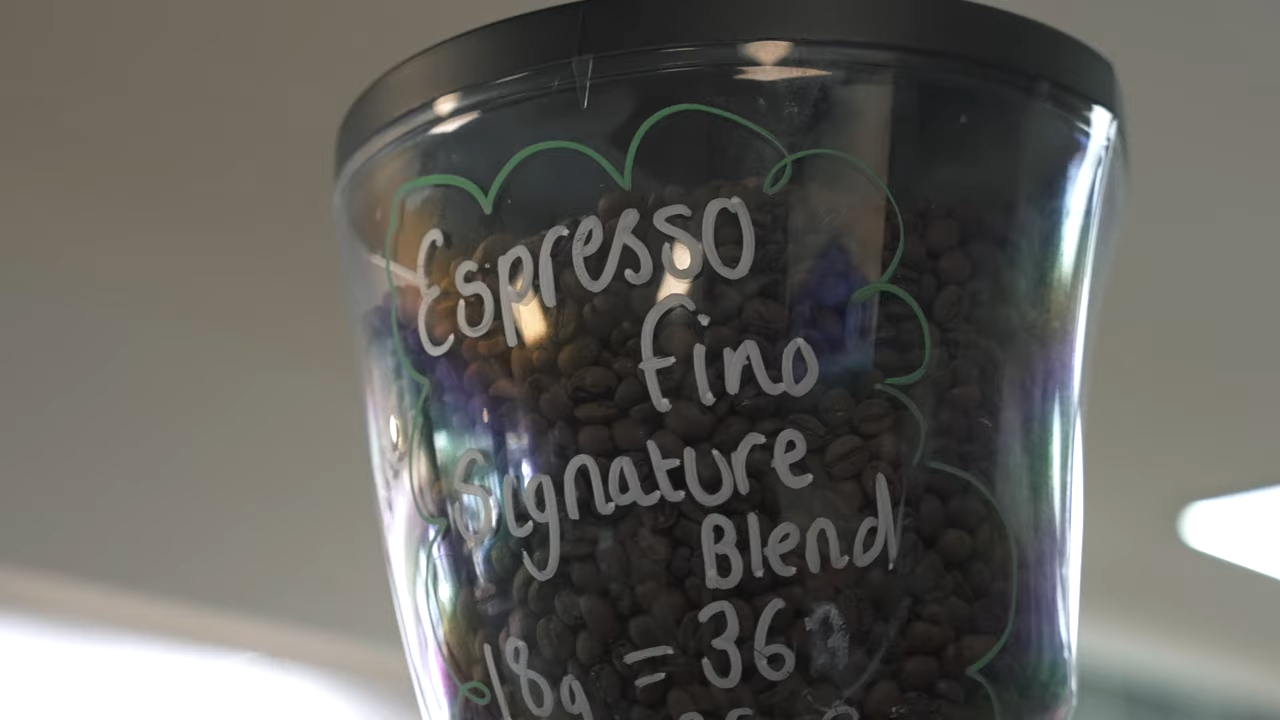 Espresso
Fino
Signature
Blend
18g = 36